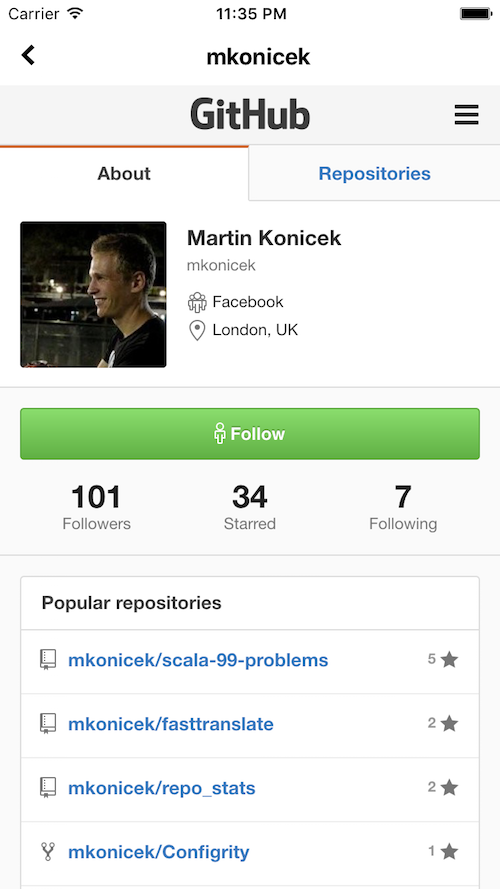 Carrier 11:35 PM
mkonicek
GitHub
About Repositories
Martin Konicek
mkonicek
Facebook
London, UK
Follow
101 34 7
Followers Starred Following
Popular repositories
mkonicek/scala-99-problems 5
mkonicek/fasttranslate 2
mkonicek/repo_stats 2
mkonicek/Configrity 1